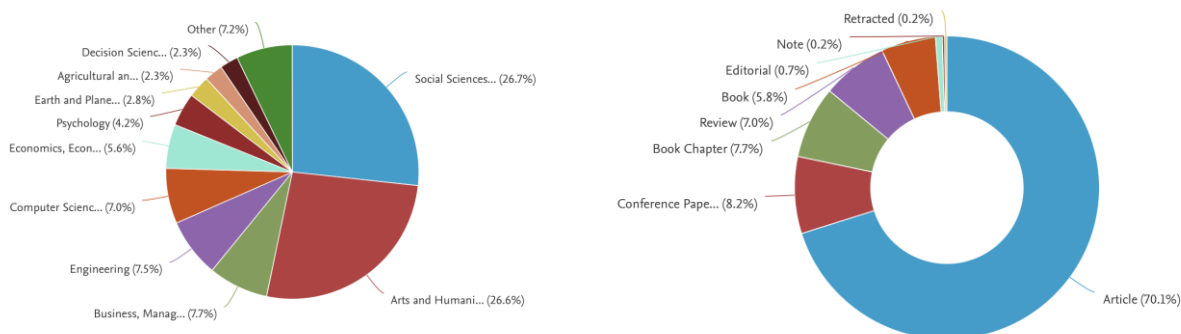 Other (7.2%)
Decision Scienc... (2.3%)
Agricultural an... (2.3%)
Earth and Plane... (2.8%)
Psychology (4.2%)
Economics, Econ... (5.6%)
Computer Scienc... (7.0%)
Engineering (7.5%)
Business, Manag... (7.7%)
Social Sciences... (26.7%)
Arts and Humani... (26.6%)
Retracted (0.2%)
Note (0.2%)
Editorial (0.7%)
Book (5.8%)
Review (7.0%)
Book Chapter (7.7%)
Conference Pape... (8.2%)
Article (70.1%)